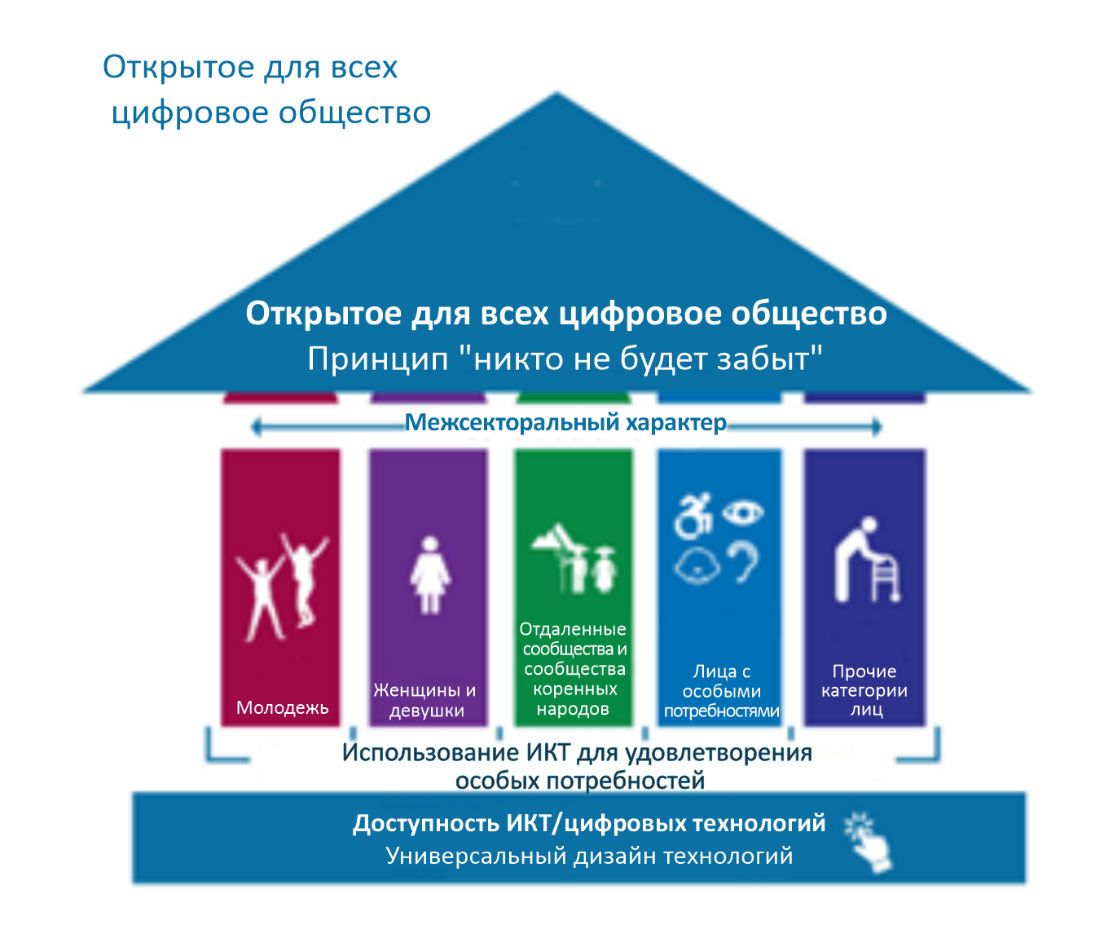 Открытое для всех
цифровое общество
Открытое для всех цифровое общество
Принцип "никто не будет забыт"
Межсекторальный характер
Молодежь
Женщины и
девушки
Отдаленные
сообщества и
сообщества
коренных
народов
Лица с
особыми
потребностями
Прочие
категории
лиц
Использование ИКТ для удовлетворения
особых потребностей
Доступность ИКТ/цифровых технологий
Универсальный дизайн технологий